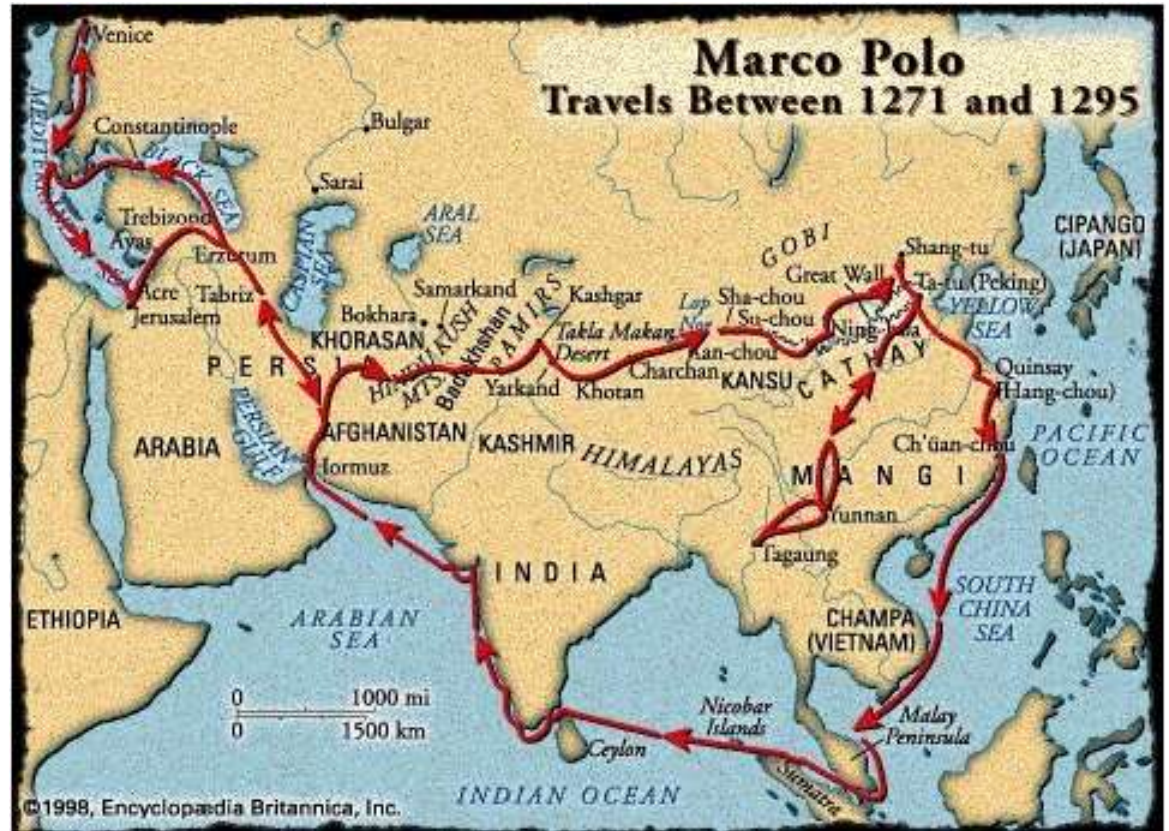 Marco Polo
Travels Between 1271 and 1295
Venice
MEDITERRANEAN
Constantinople
BLACK SEA
Bulgar
Sarai
Trebizond
Ayas
Erzurum
CASPIAN
SEA
ARAL
SEA
GOBI
Shang-tu
CIPANGO
(JAPAN)
Great Wall
Ta-tu (Peking)
YELLOW
SEA
Acre
Jerusalem
Tabriz
Samarkand
Bokhara
Kashgar
Lop
Nor
Sha-chou
Su-chou
Ning-hsia
KHORASAN
HINDU KUSH
MTS.
Badakhshan
PAMIRS
Takla Makan
Desert
Kan-chou
PERSIA
Yarkand
Khotan
Charchan
KANSU
CATHAY
Quinsay
(Hang-chou)
PERSIAN
GULF
ARABIA
AFGHANISTAN
KASHMIR
HIMALAYAS
Ch'üan-chou
PACIFIC
OCEAN
Hormuz
MANGI
Yunnan
Tagaung
INDIA
ETHIOPIA
ARABIAN
SEA
CHAMPA
(VIETNAM)
SOUTH
CHINA
SEA
0 1000 mi
0 1500 km
Nicobar
Islands
Malay
Peninsula
Ceylon
Sumatra
INDIAN OCEAN
©1998, Encyclopædia Britannica, Inc.